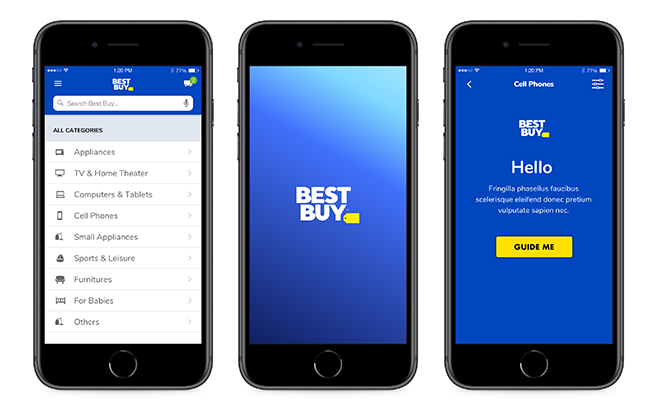 1:20 PM
77%
BEST
BUY
2
Search Best Buy...
ALL CATEGORIES
Appliances
TV & Home Theater
Computers & Tablets
Cell Phones
Small Appliances
Sports & Leisure
Furnitures
For Babies
Others
BEST
BUY
1:20 PM
77%
Cell Phones
BEST
BUY
Hello
Fringilla phasellus faucibus
scelerisque eleifend donec pretium
vulputate sapien nec.
GUIDE ME